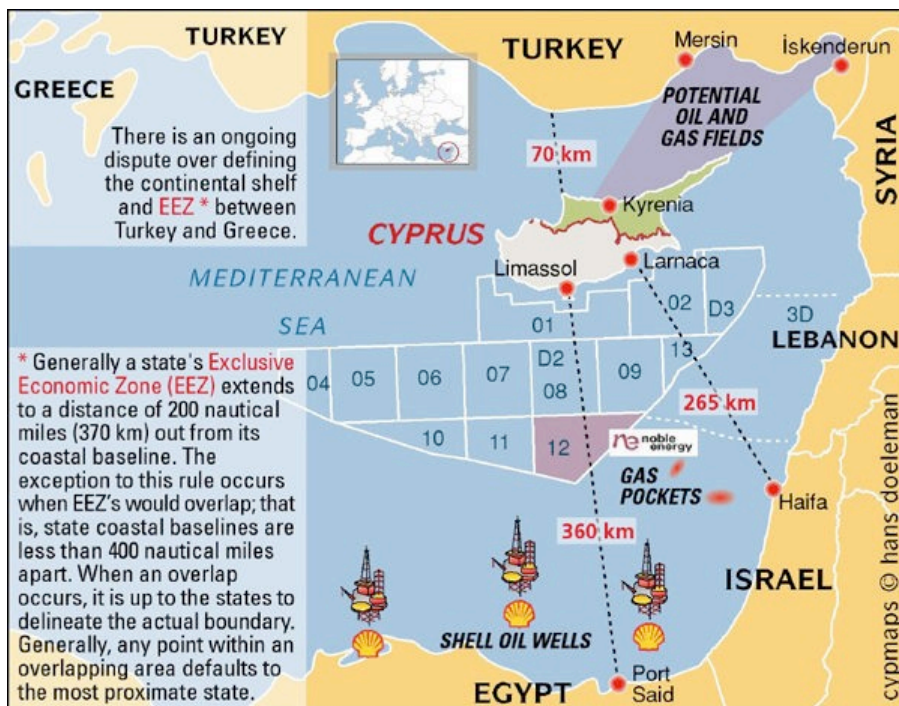 TURKEY
TURKEY
Mersin
İskenderun
GREECE
POTENTIAL
OIL AND
GAS FIELDS
SYRIA
There is an ongoing
dispute over defining
the continental shelf
and EEZ * between
Turkey and Greece.
70 km
Kyrenia
CYPRUS
Limassol
Larnaca
MEDITERRANEAN
SEA
01
02
D3
3D
LEBANON
* Generally a state's Exclusive
Economic Zone (EEZ) extends
to a distance of 200 nautical
miles (370 km) out from its
coastal baseline. The
exception to this rule occurs
when EEZ's would overlap; that
is, state coastal baselines are
less than 400 nautical miles
apart. When an overlap
occurs, it is up to the states to
delineate the actual boundary.
Generally, any point within an
overlapping area defaults to
the most proximate state.
04
05
06
07
D2
08
09
13
265 km
10
11
12
ne noble
energy
GAS
POCKETS
Haifa
360 km
ISRAEL
SHELL OIL WELLS
EGYPT
Port
Said
cypmaps © hans doeleman